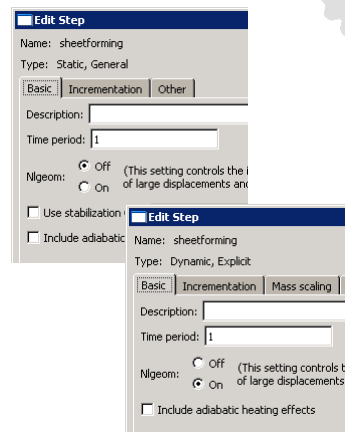 Edit Step
Name: sheetforming
Type: Static, General
Basic Incrementation Other
Description:
Time period: 1
Nlgeom: Off (This setting controls the
On of large displacements and
Use stabilization
Include adiabatic
Edit Step
Name: sheetforming
Type: Dynamic, Explicit
Basic Incrementation Mass scaling
Description:
Time period: 1
Nlgeom: Off (This setting controls
On of large displacements
Include adiabatic heating effects